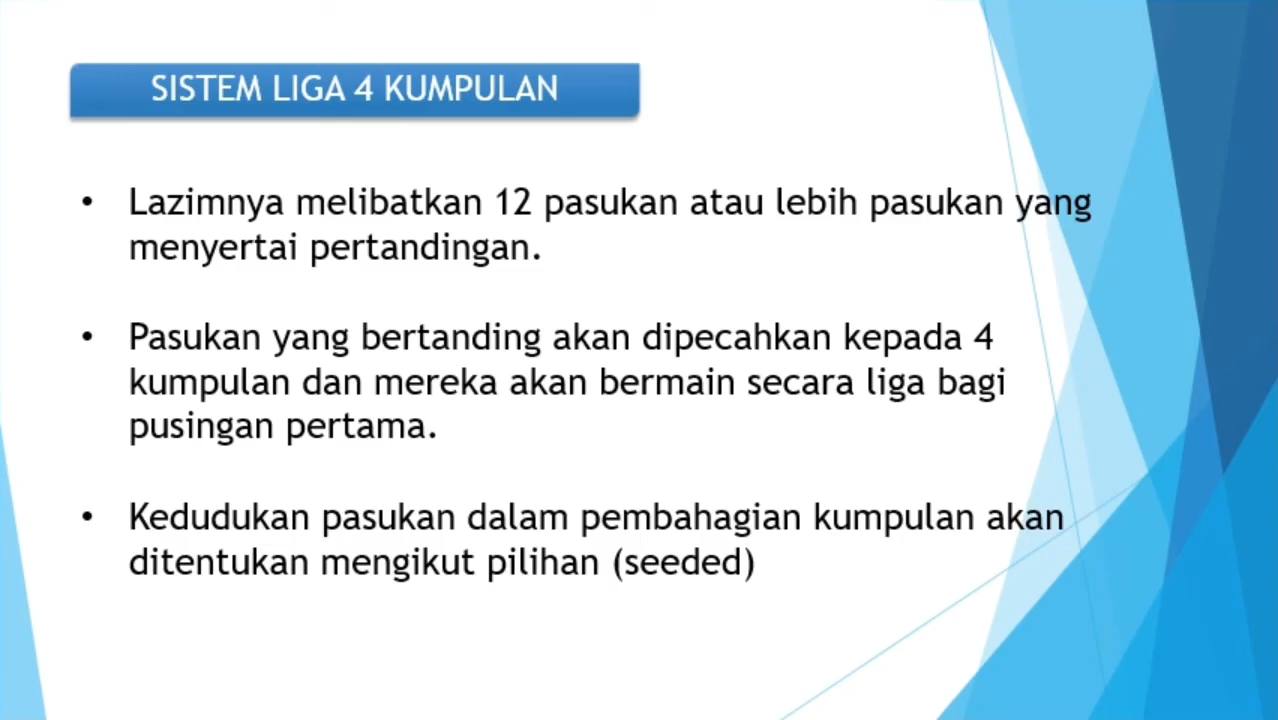 SISTEM LIGA 4 KUMPULAN
• Lazimnya melibatkan 12 pasukan atau lebih pasukan yang
menyertai pertandingan.
• Pasukan yang bertanding akan dipecahkan kepada 4
kumpulan dan mereka akan bermain secara liga bagi
pusingan pertama.
• Kedudukan pasukan dalam pembahagian kumpulan akan
ditentukan mengikut pilihan (seeded)